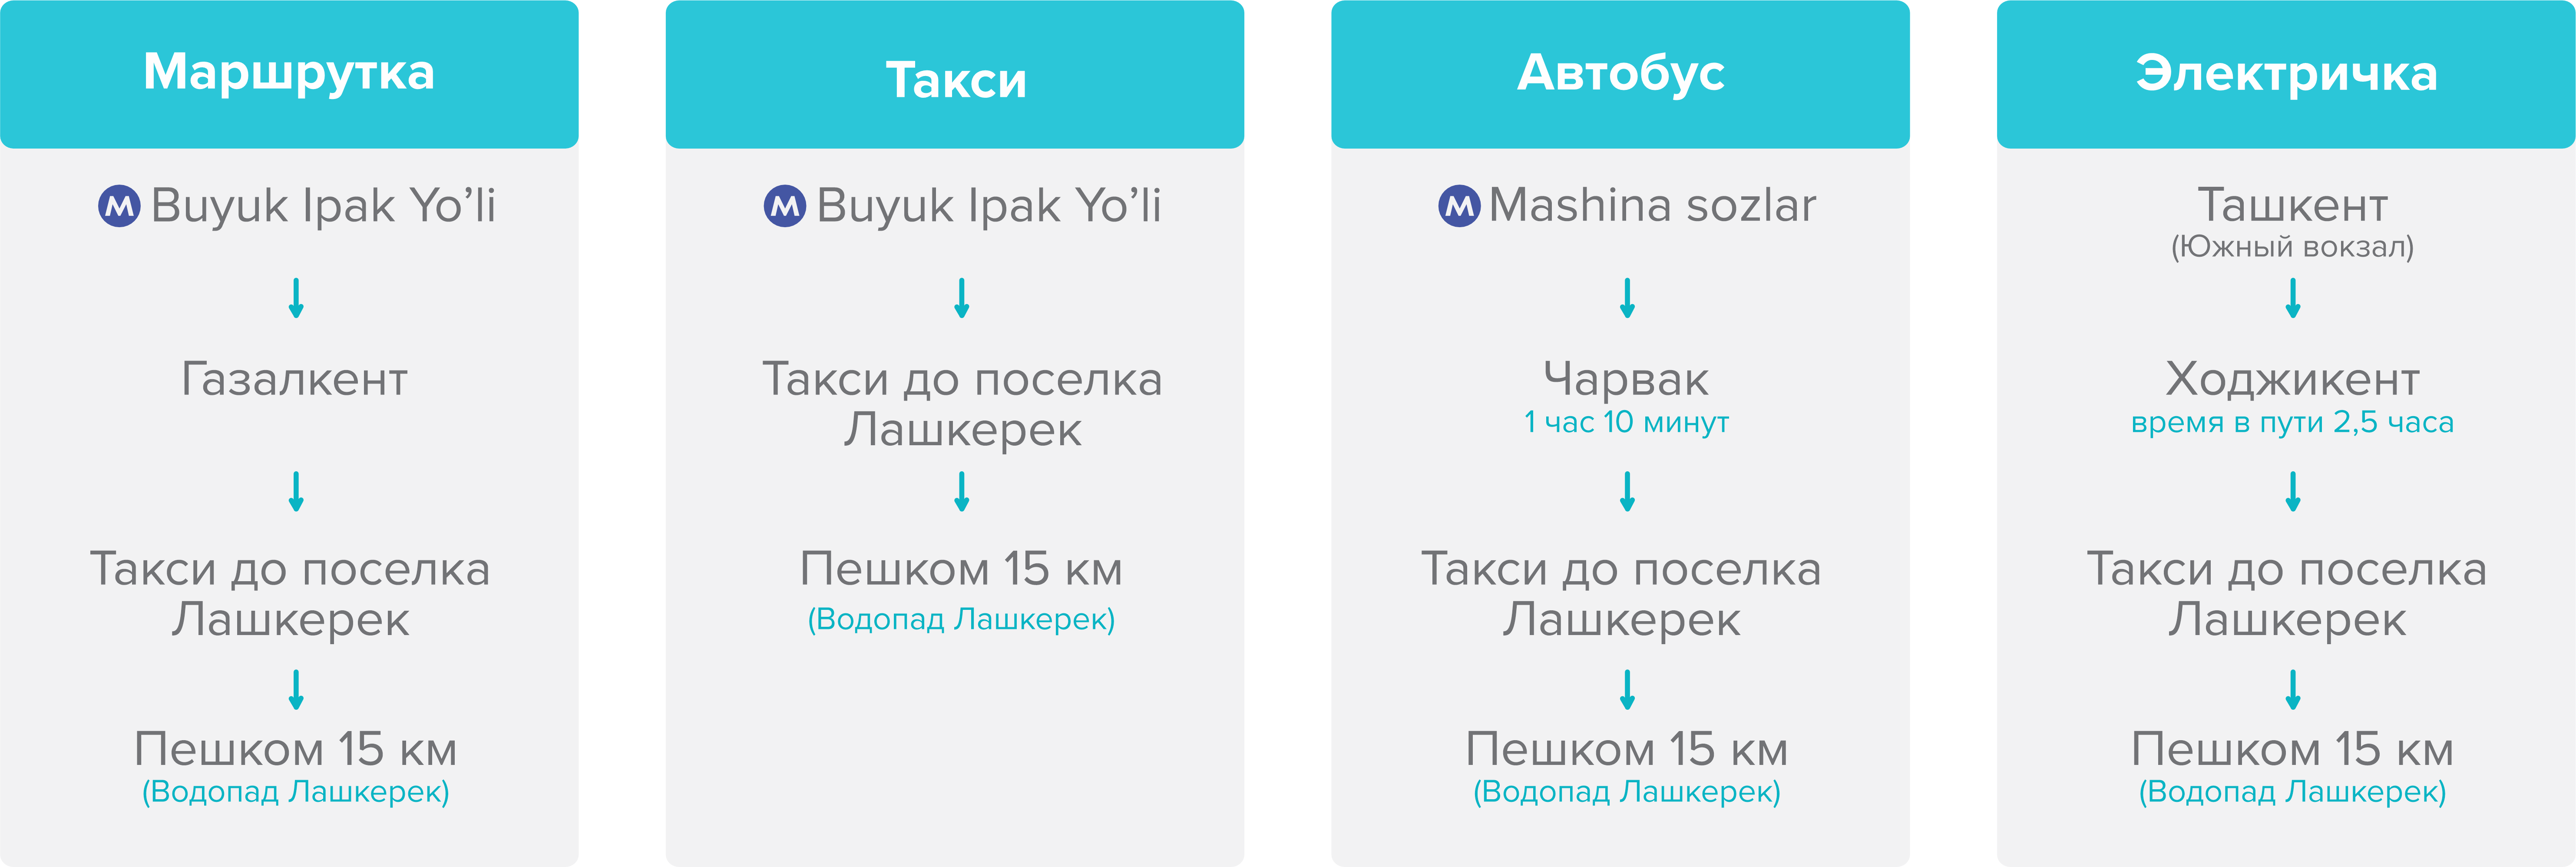 Маршрутка
M Buyuk Ipak Yo’li
Газалкент
Такси до поселка
Лашкерек
Пешком 15 км
(Водопад Лашкерек)
Такси
M Buyuk Ipak Yo’li
Такси до поселка
Лашкерек
Пешком 15 км
(Водопад Лашкерек)
Автобус
M Mashina sozlar
Чарвак
1 час 10 минут
Такси до поселка
Лашкерек
Пешком 15 км
(Водопад Лашкерек)
Электричка
Ташкент
(Южный вокзал)
Ходжикент
время в пути 2,5 часа
Такси до поселка
Лашкерек
Пешком 15 км
(Водопад Лашкерек)